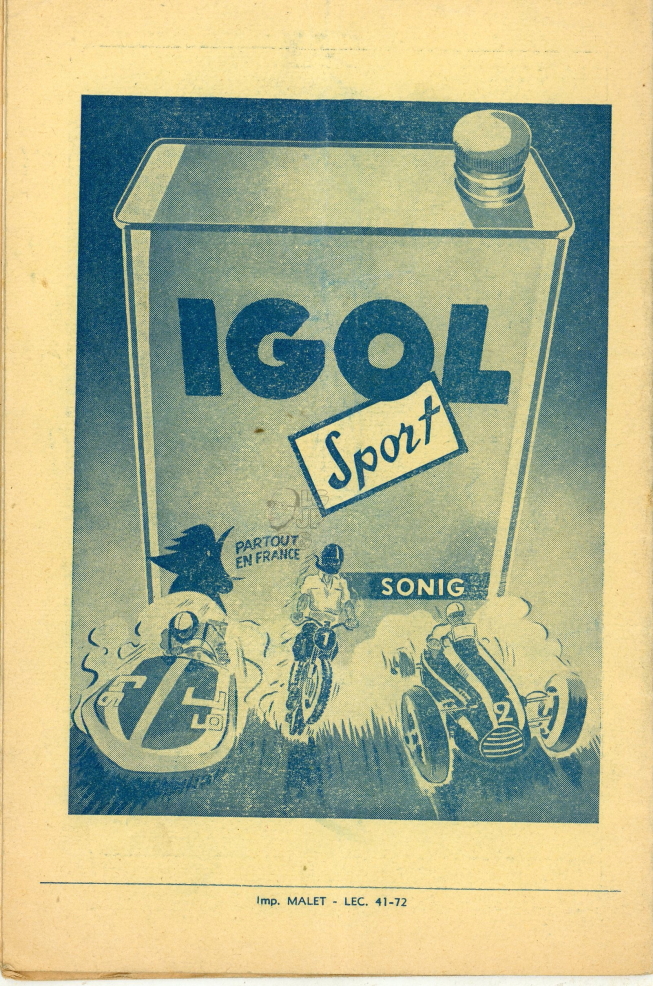 IGOL
Sport
PARTOUT
EN FRANCE
SONIG
1
2
Imp. MALET - LEC. 41-72